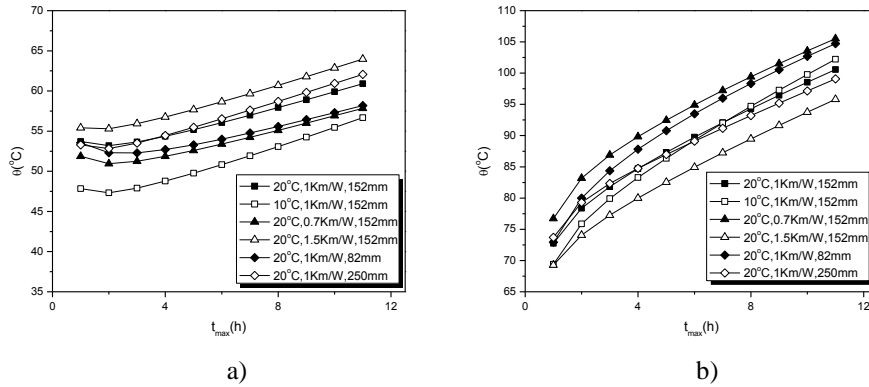 70
65
60
55
50
45
40
35
θ(°C)
0
4
8
12
t_max(h)
20°C,1Km/W,152mm
10°C,1Km/W,152mm
20°C,0.7Km/W,152mm
20°C,1.5Km/W,152mm
20°C,1Km/W,82mm
20°C,1Km/W,250mm
a)
110
105
100
95
90
85
80
75
70
65
θ(°C)
0
4
8
12
t_max(h)
20°C,1Km/W,152mm
10°C,1Km/W,152mm
20°C,0.7Km/W,152mm
20°C,1.5Km/W,152mm
20°C,1Km/W,82mm
20°C,1Km/W,250mm
b)